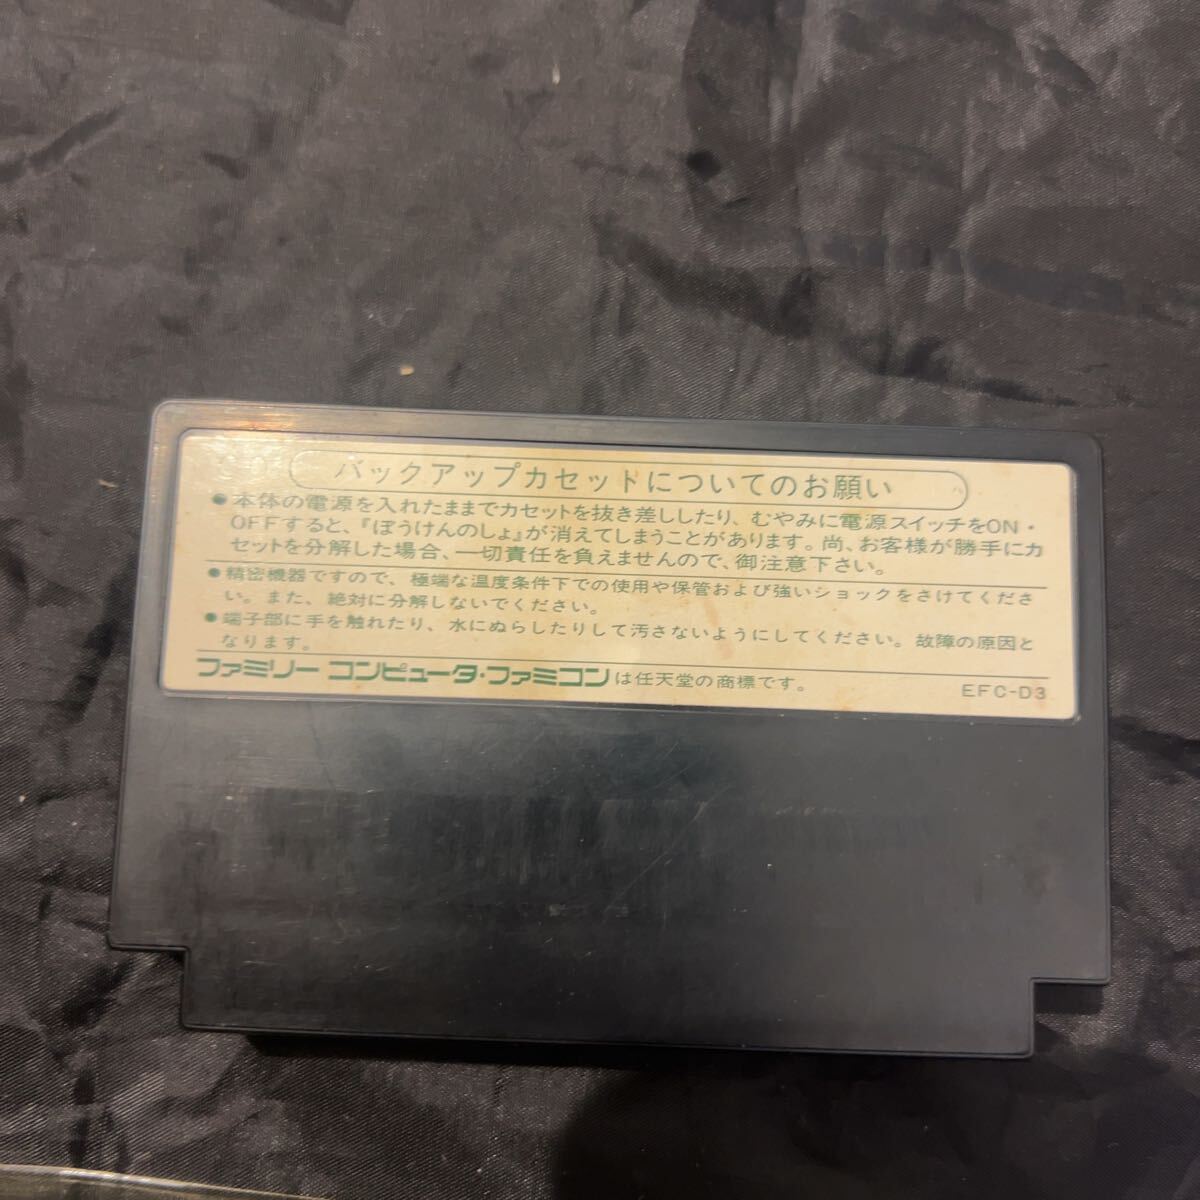 バックアップカセットについてのお願い
●本体の電源を入れたままでカセットを抜き差ししたり、むやみに電源スイッチをON・
OFFすると、『ぼうけんのしょ』が消えてしまうことがあります。尚、お客様が勝手にカ
セットを分解した場合、一切責任を負えませんので、御注意下さい。
●精密機器ですので、極端な温度条件下での使用や保管および強いショックをさけてくださ
い。また、絶対に分解しないでください。
●端子部に手を触れたり、水にぬらしたりして汚さないようにしてください。故障の原因と
なります。
ファミリー コンピュータ・ファミコンは任天堂の商標です。 EFC-D3